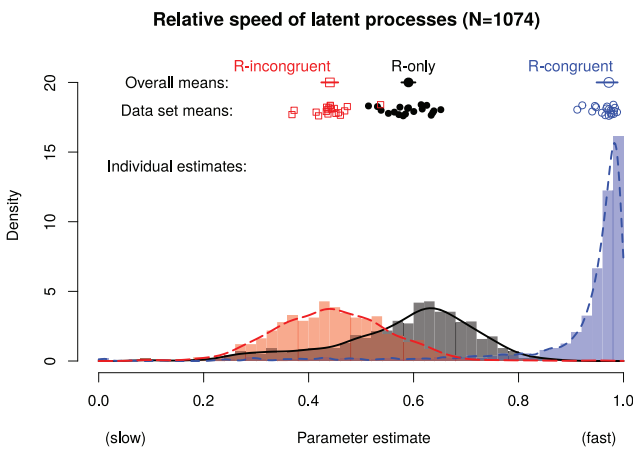 Relative speed of latent processes (N=1074)
R-incongruent R-only R-congruent
Overall means:
Data set means:
Individual estimates:
Density
20
15
10
5
0
0.0 0.2 0.4 0.6 0.8 1.0
(slow) Parameter estimate (fast)